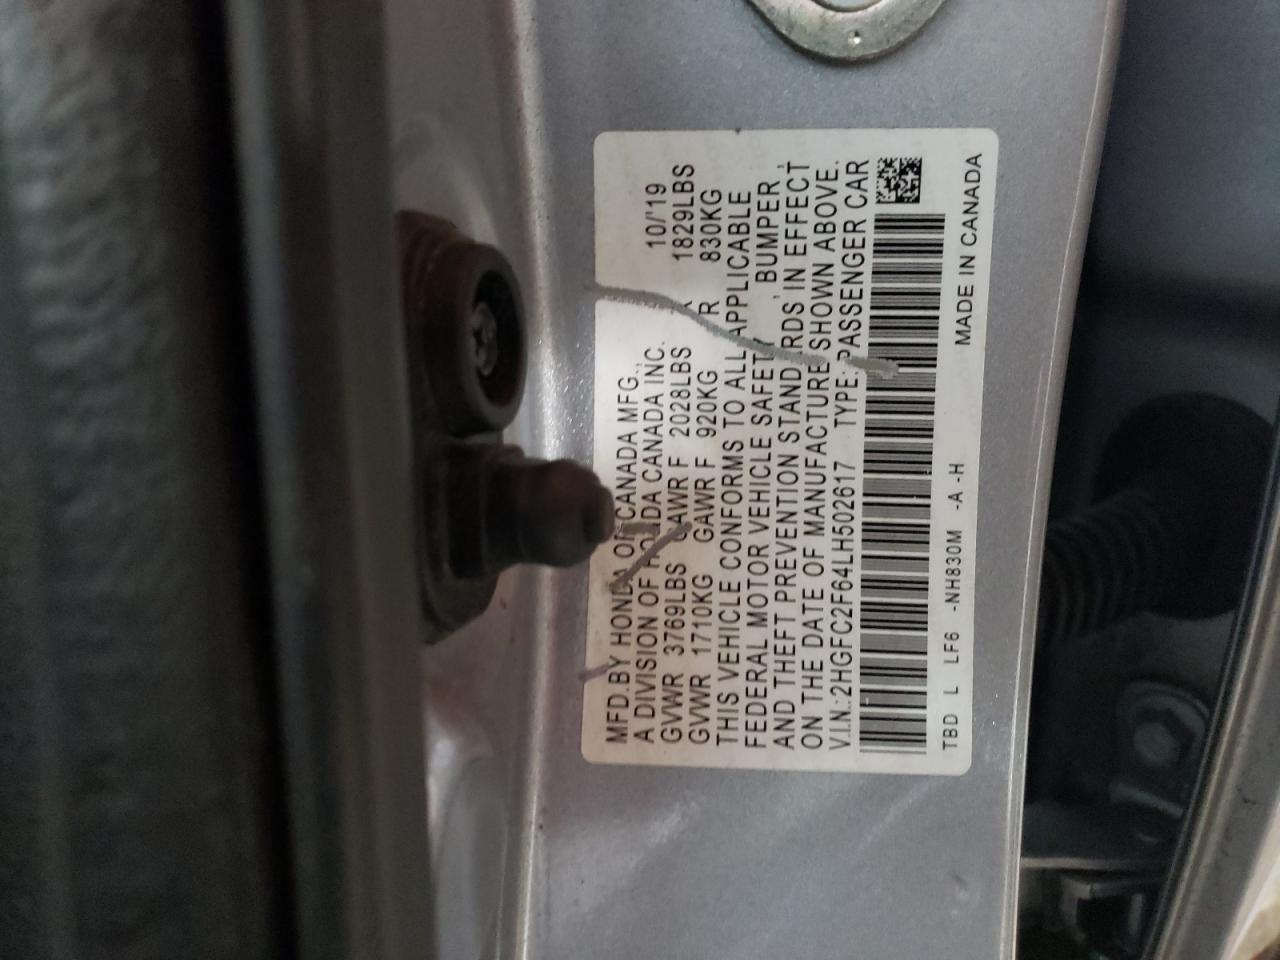 MFD.BY HONDA OF CANADA MFG., 10/'19
A DIVISION OF HONDA CANADA INC.
GVWR 3769LBS GAWR F 2028LBS R 1829LBS
GVWR 1710KG GAWR F 920KG R 830KG
THIS VEHICLE CONFORMS TO ALL APPLICABLE
FEDERAL MOTOR VEHICLE SAFETY, BUMPER,
AND THEFT PREVENTION STANDARDS IN EFFECT
ON THE DATE OF MANUFACTURE SHOWN ABOVE.
V.I.N.:2HGFC2F64LH502617 TYPE:PASSENGER CAR
TBD L LF6 -NH830M -A -H MADE IN CANADA